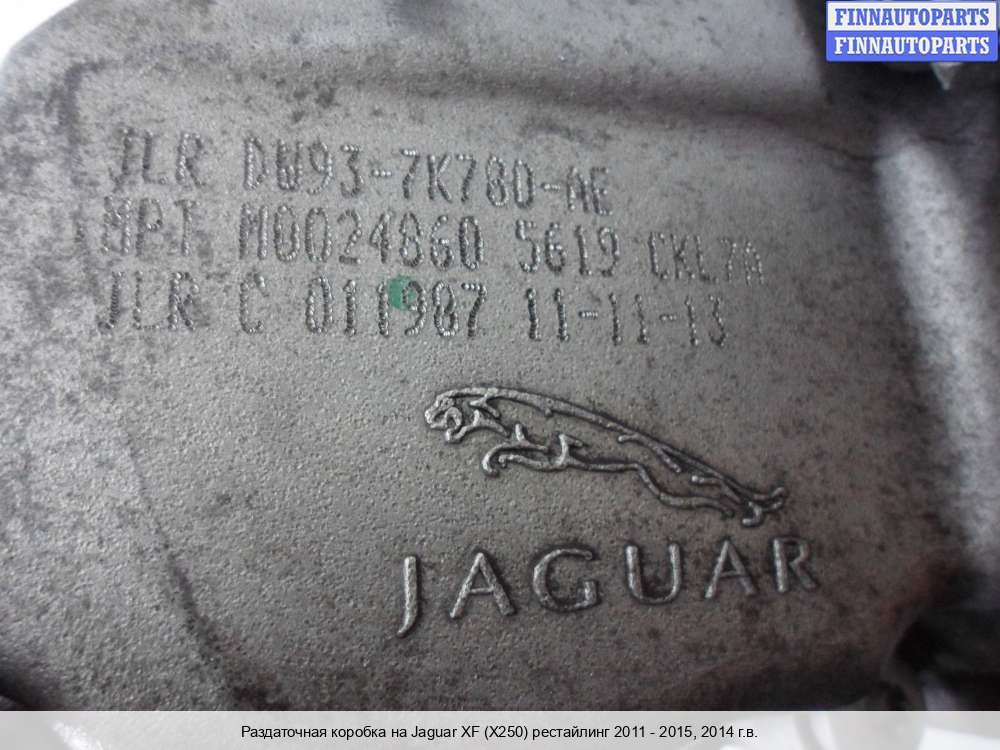 FINNAUTOPARTS
FINNAUTOPARTS
JLR DW93-7K780-AE
MPT M0024860 5619 CKL7A
JLR C 011907 11-11-13
JAGUAR
Раздаточная коробка на Jaguar XF (X250) рестайлинг 2011 - 2015, 2014 г.в.